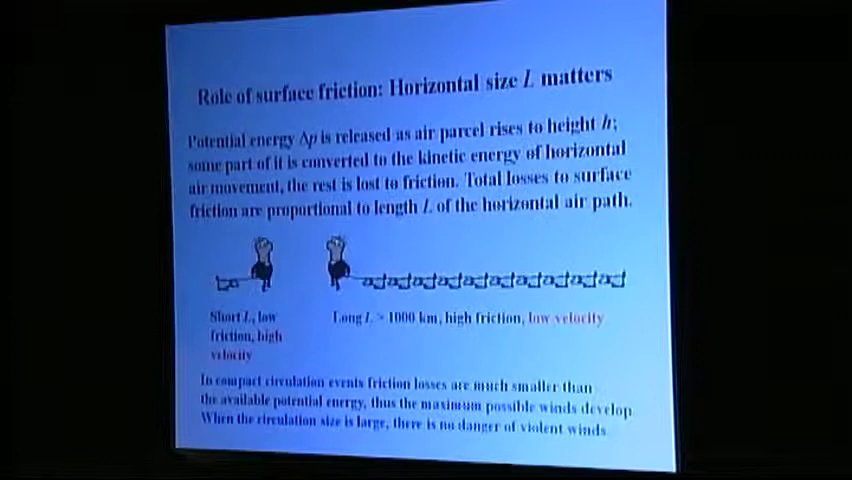 Role of surface friction: Horizontal size L matters
Potential energy Δp is released as air parcel rises to height h;
some part of it is converted to the kinetic energy of horizontal
air movement, the rest is lost to friction. Total losses to surface
friction are proportional to length L of the horizontal air path.
Short L, low
friction, high
velocity
Long L > 1000 km, high friction, low velocity
In compact circulation events friction losses are much smaller than
the available potential energy, thus the maximum possible winds develop.
When the circulation size is large, there is no danger of violent winds.